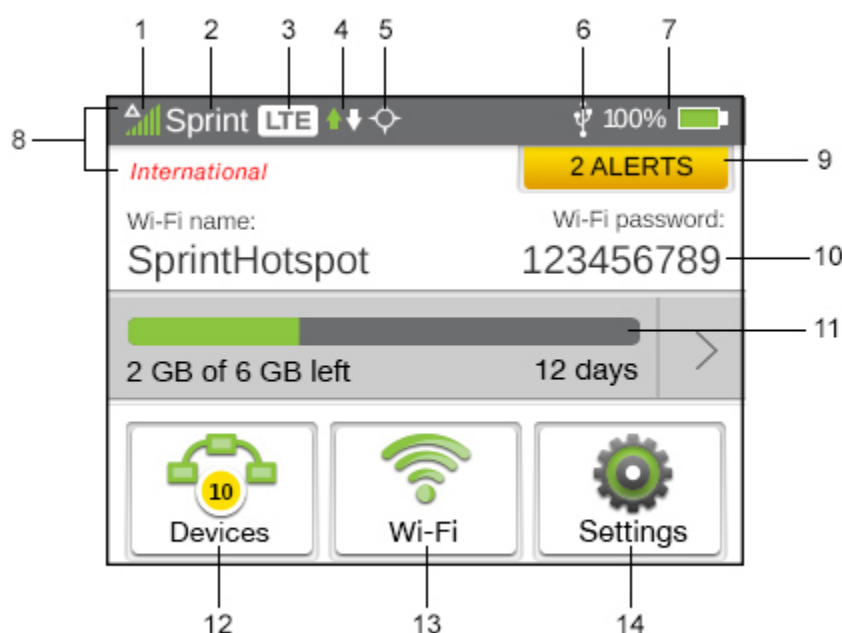 1 2 3 4 5 6 7
Sprint LTE 100%
8
International 2 ALERTS 9
Wi-Fi name: Wi-Fi password:
SprintHotspot 123456789 10
11
2 GB of 6 GB left 12 days
10
Devices Wi-Fi Settings
12 13 14